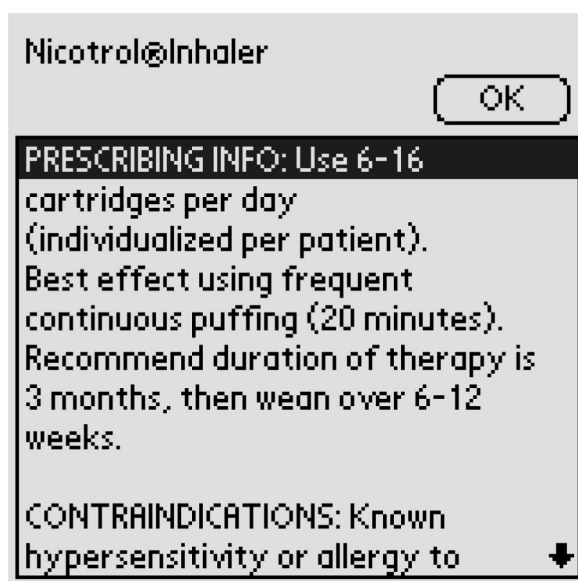 Nicotrol®Inhaler
OK
PRESCRIBING INFO: Use 6-16
cartridges per day
(individualized per patient).
Best effect using frequent
continuous puffing (20 minutes).
Recommend duration of therapy is
3 months, then wean over 6-12
weeks.
CONTRAINDICATIONS: Known
hypersensitivity or allergy to